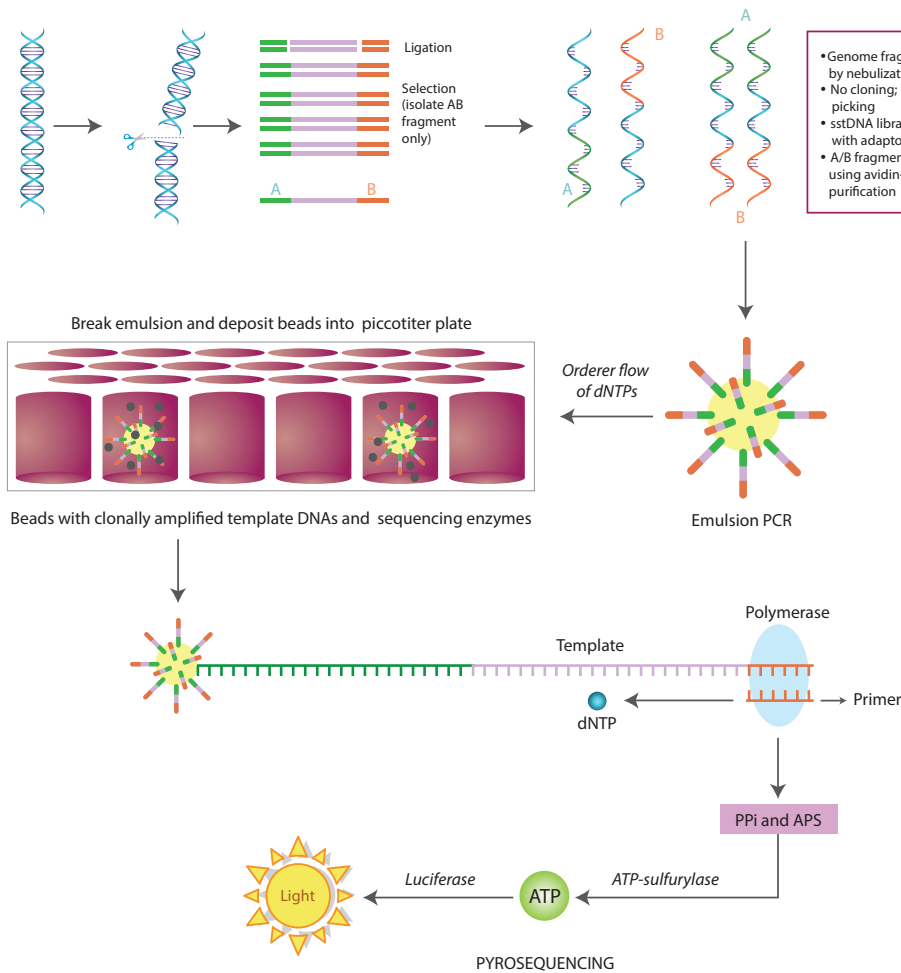 Ligation
Selection
(isolate AB
fragment
only)
A
B
A
B
A
B
•Genome frag
by nebulizat
• No cloning;
picking
• sstDNA libra
with adapto
• A/B fragmen
using avidin-
purification
Break emulsion and deposit beads into piccotiter plate
Orderer flow
of dNTPs
Beads with clonally amplified template DNAs and sequencing enzymes
Emulsion PCR
Polymerase
Template
dNTP
Primer
PPi and APS
Light
Luciferase
ATP
ATP-sulfurylase
PYROSEQUENCING